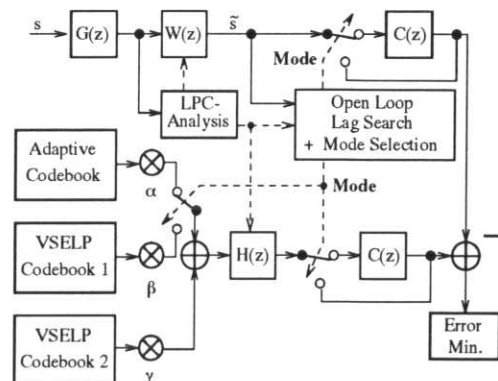 s
G(z)
W(z)
s̃
C(z)
Mode
LPC-
Analysis
Open Loop
Lag Search
+ Mode Selection
Adaptive
Codebook
α
Mode
VSELP
Codebook 1
β
H(z)
C(z)
VSELP
Codebook 2
γ
Error
Min.